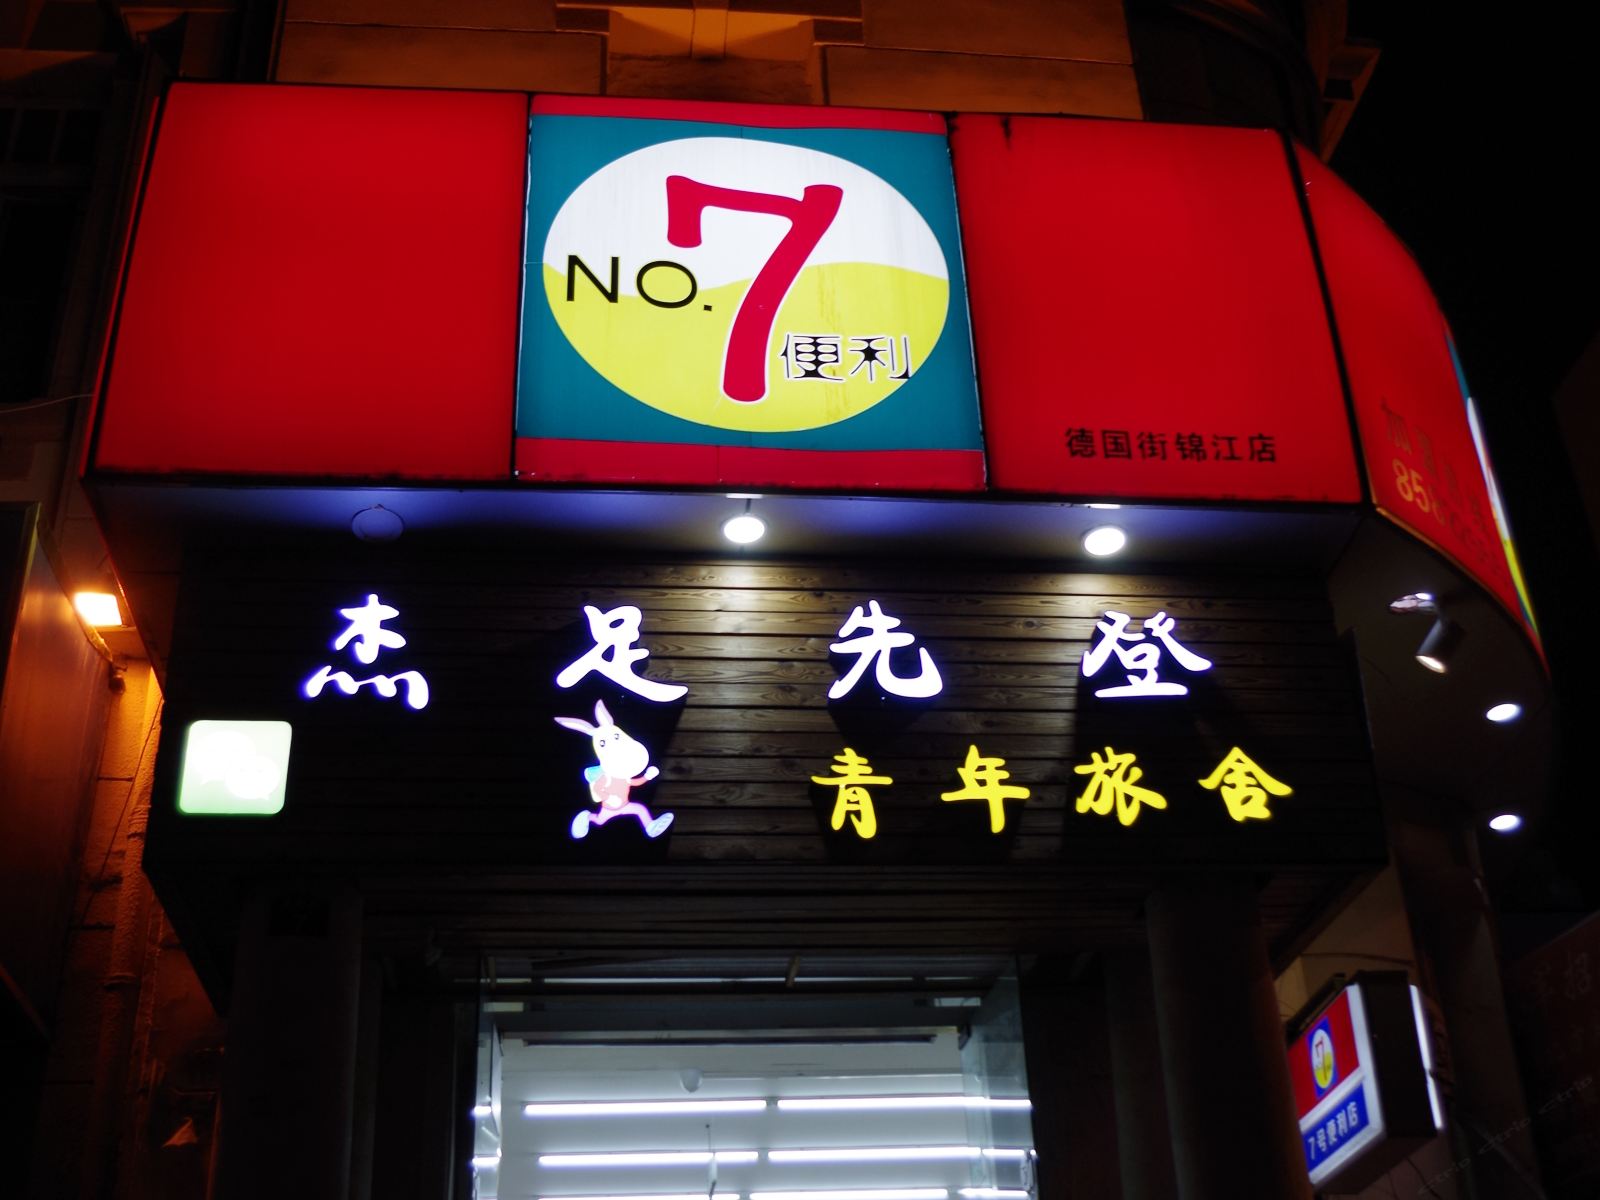 NO.7
便利
德国街锦江店
杰足先登
青年旅舍
7号便利店